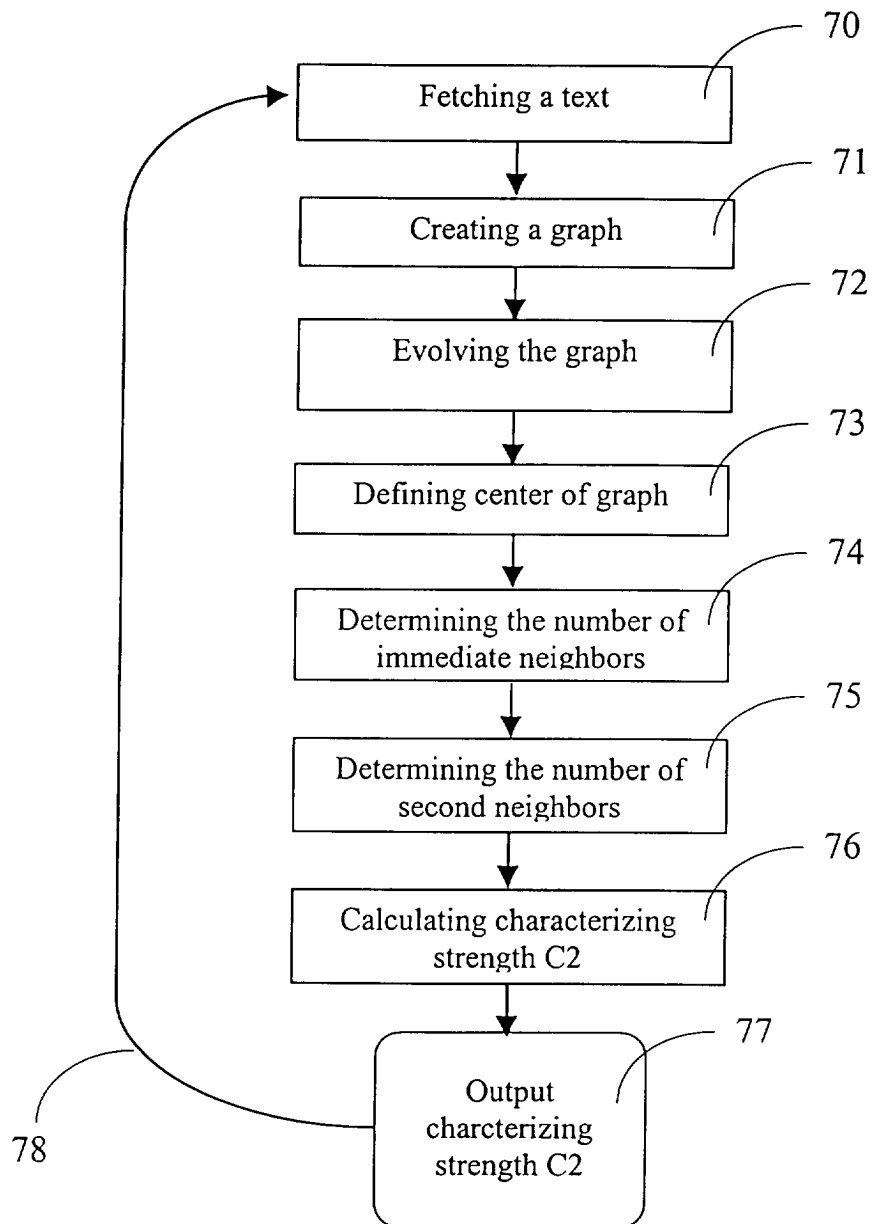 70
Fetching a text
71
Creating a graph
72
Evolving the graph
73
Defining center of graph
74
Determining the number of
immediate neighbors
75
Determining the number of
second neighbors
76
Calculating characterizing
strength C2
77
Output
charcterizing
strength C2
78